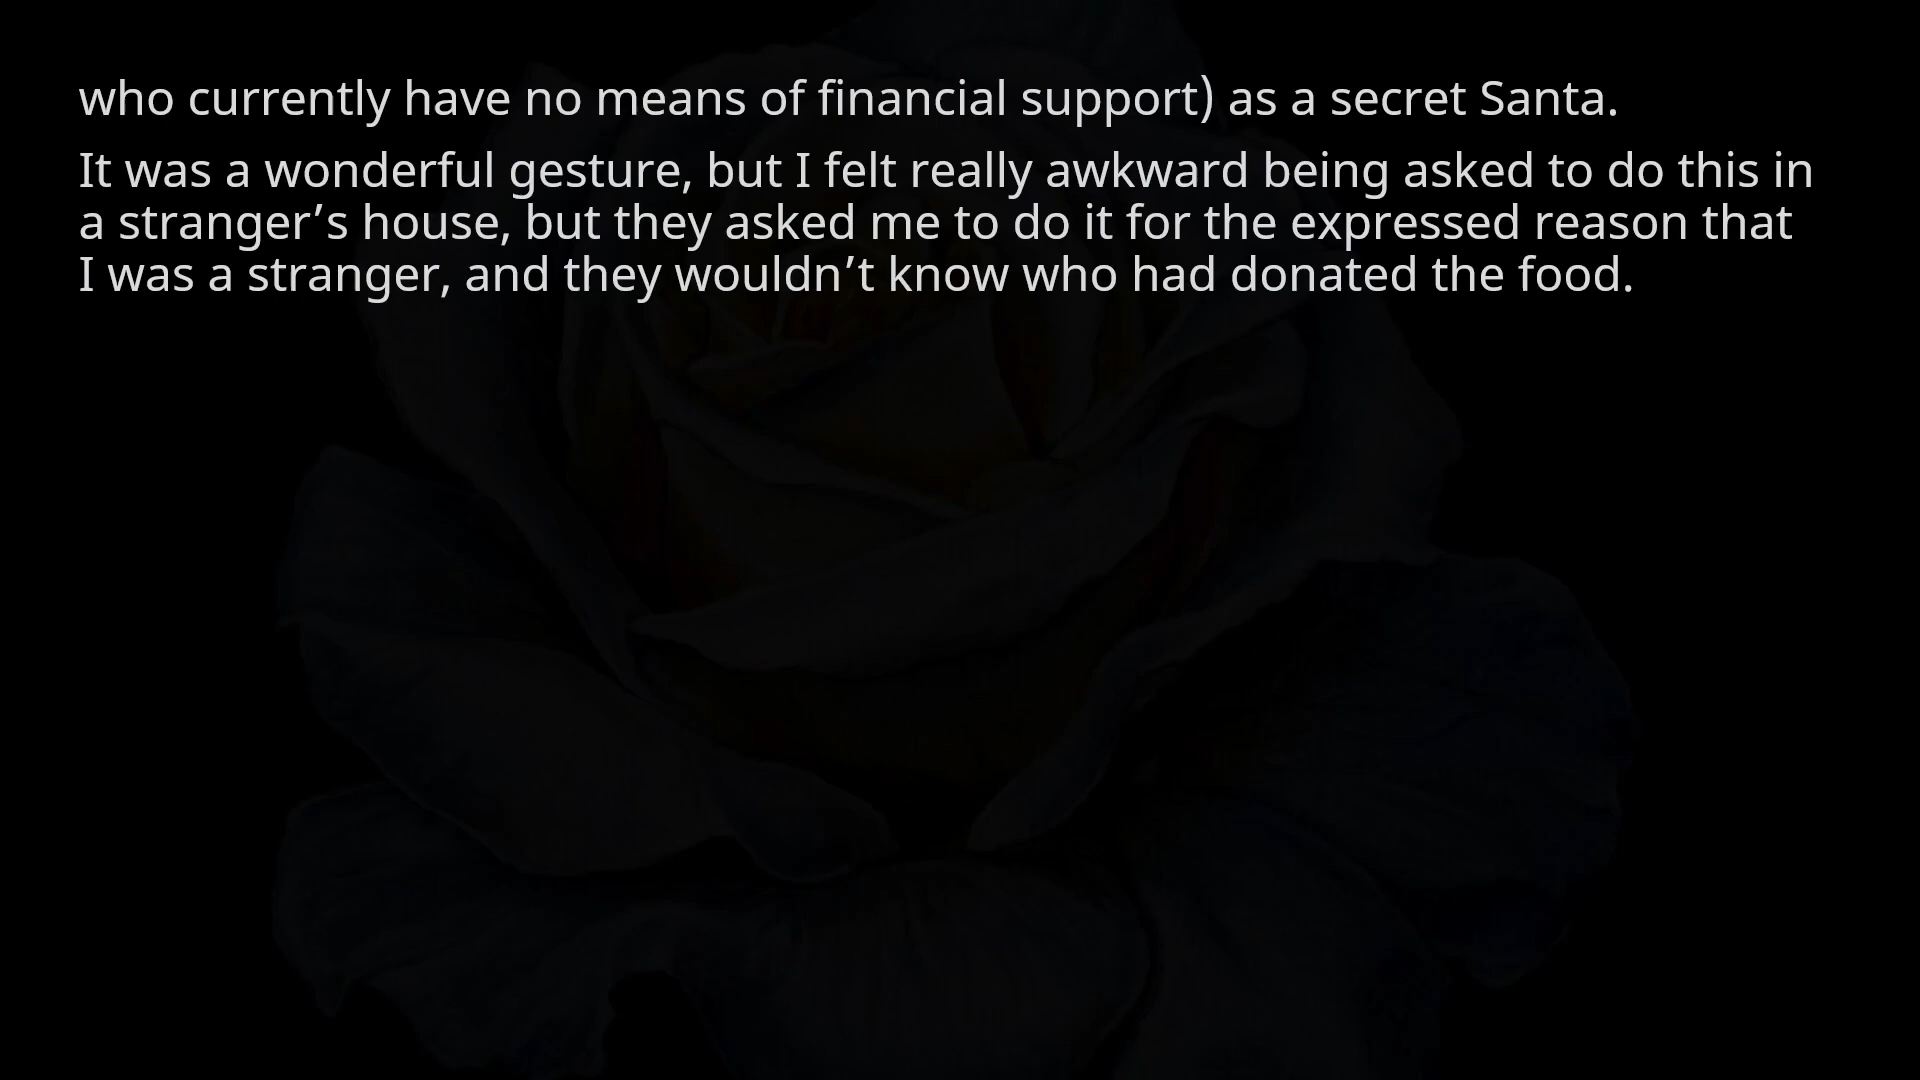 who currently have no means of financial support) as a secret Santa.
It was a wonderful gesture, but I felt really awkward being asked to do this in
a stranger’s house, but they asked me to do it for the expressed reason that
I was a stranger, and they wouldn’t know who had donated the food.